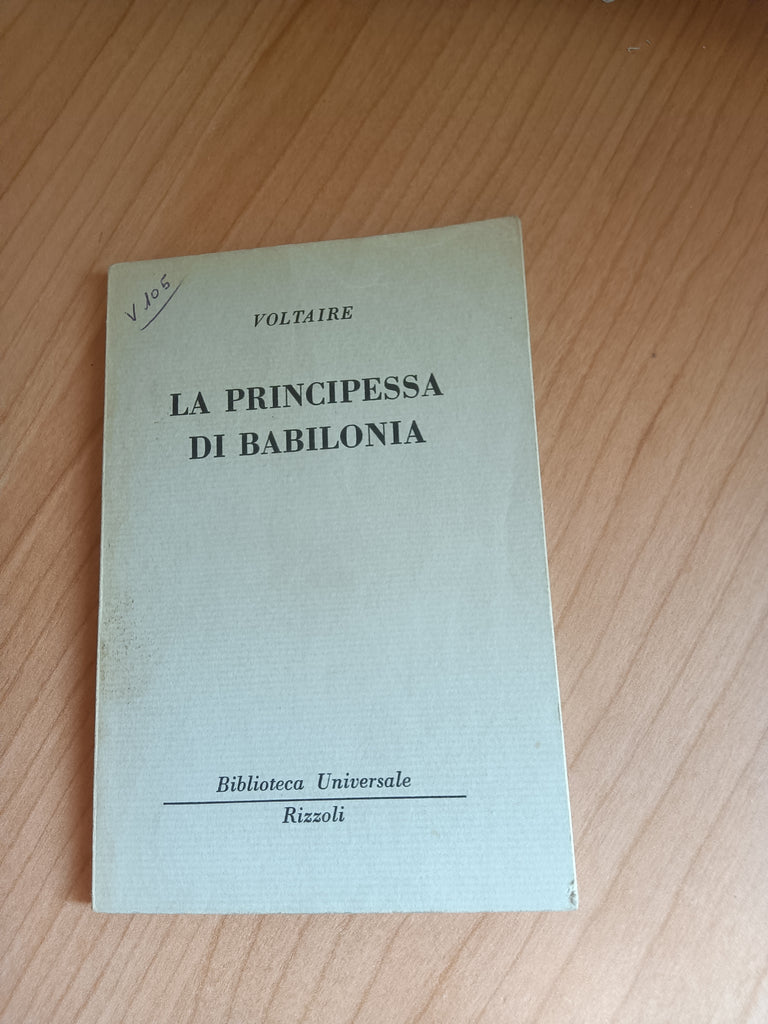 V 105
VOLTAIRE
LA PRINCIPESSA
DI BABILONIA
Biblioteca Universale
Rizzoli